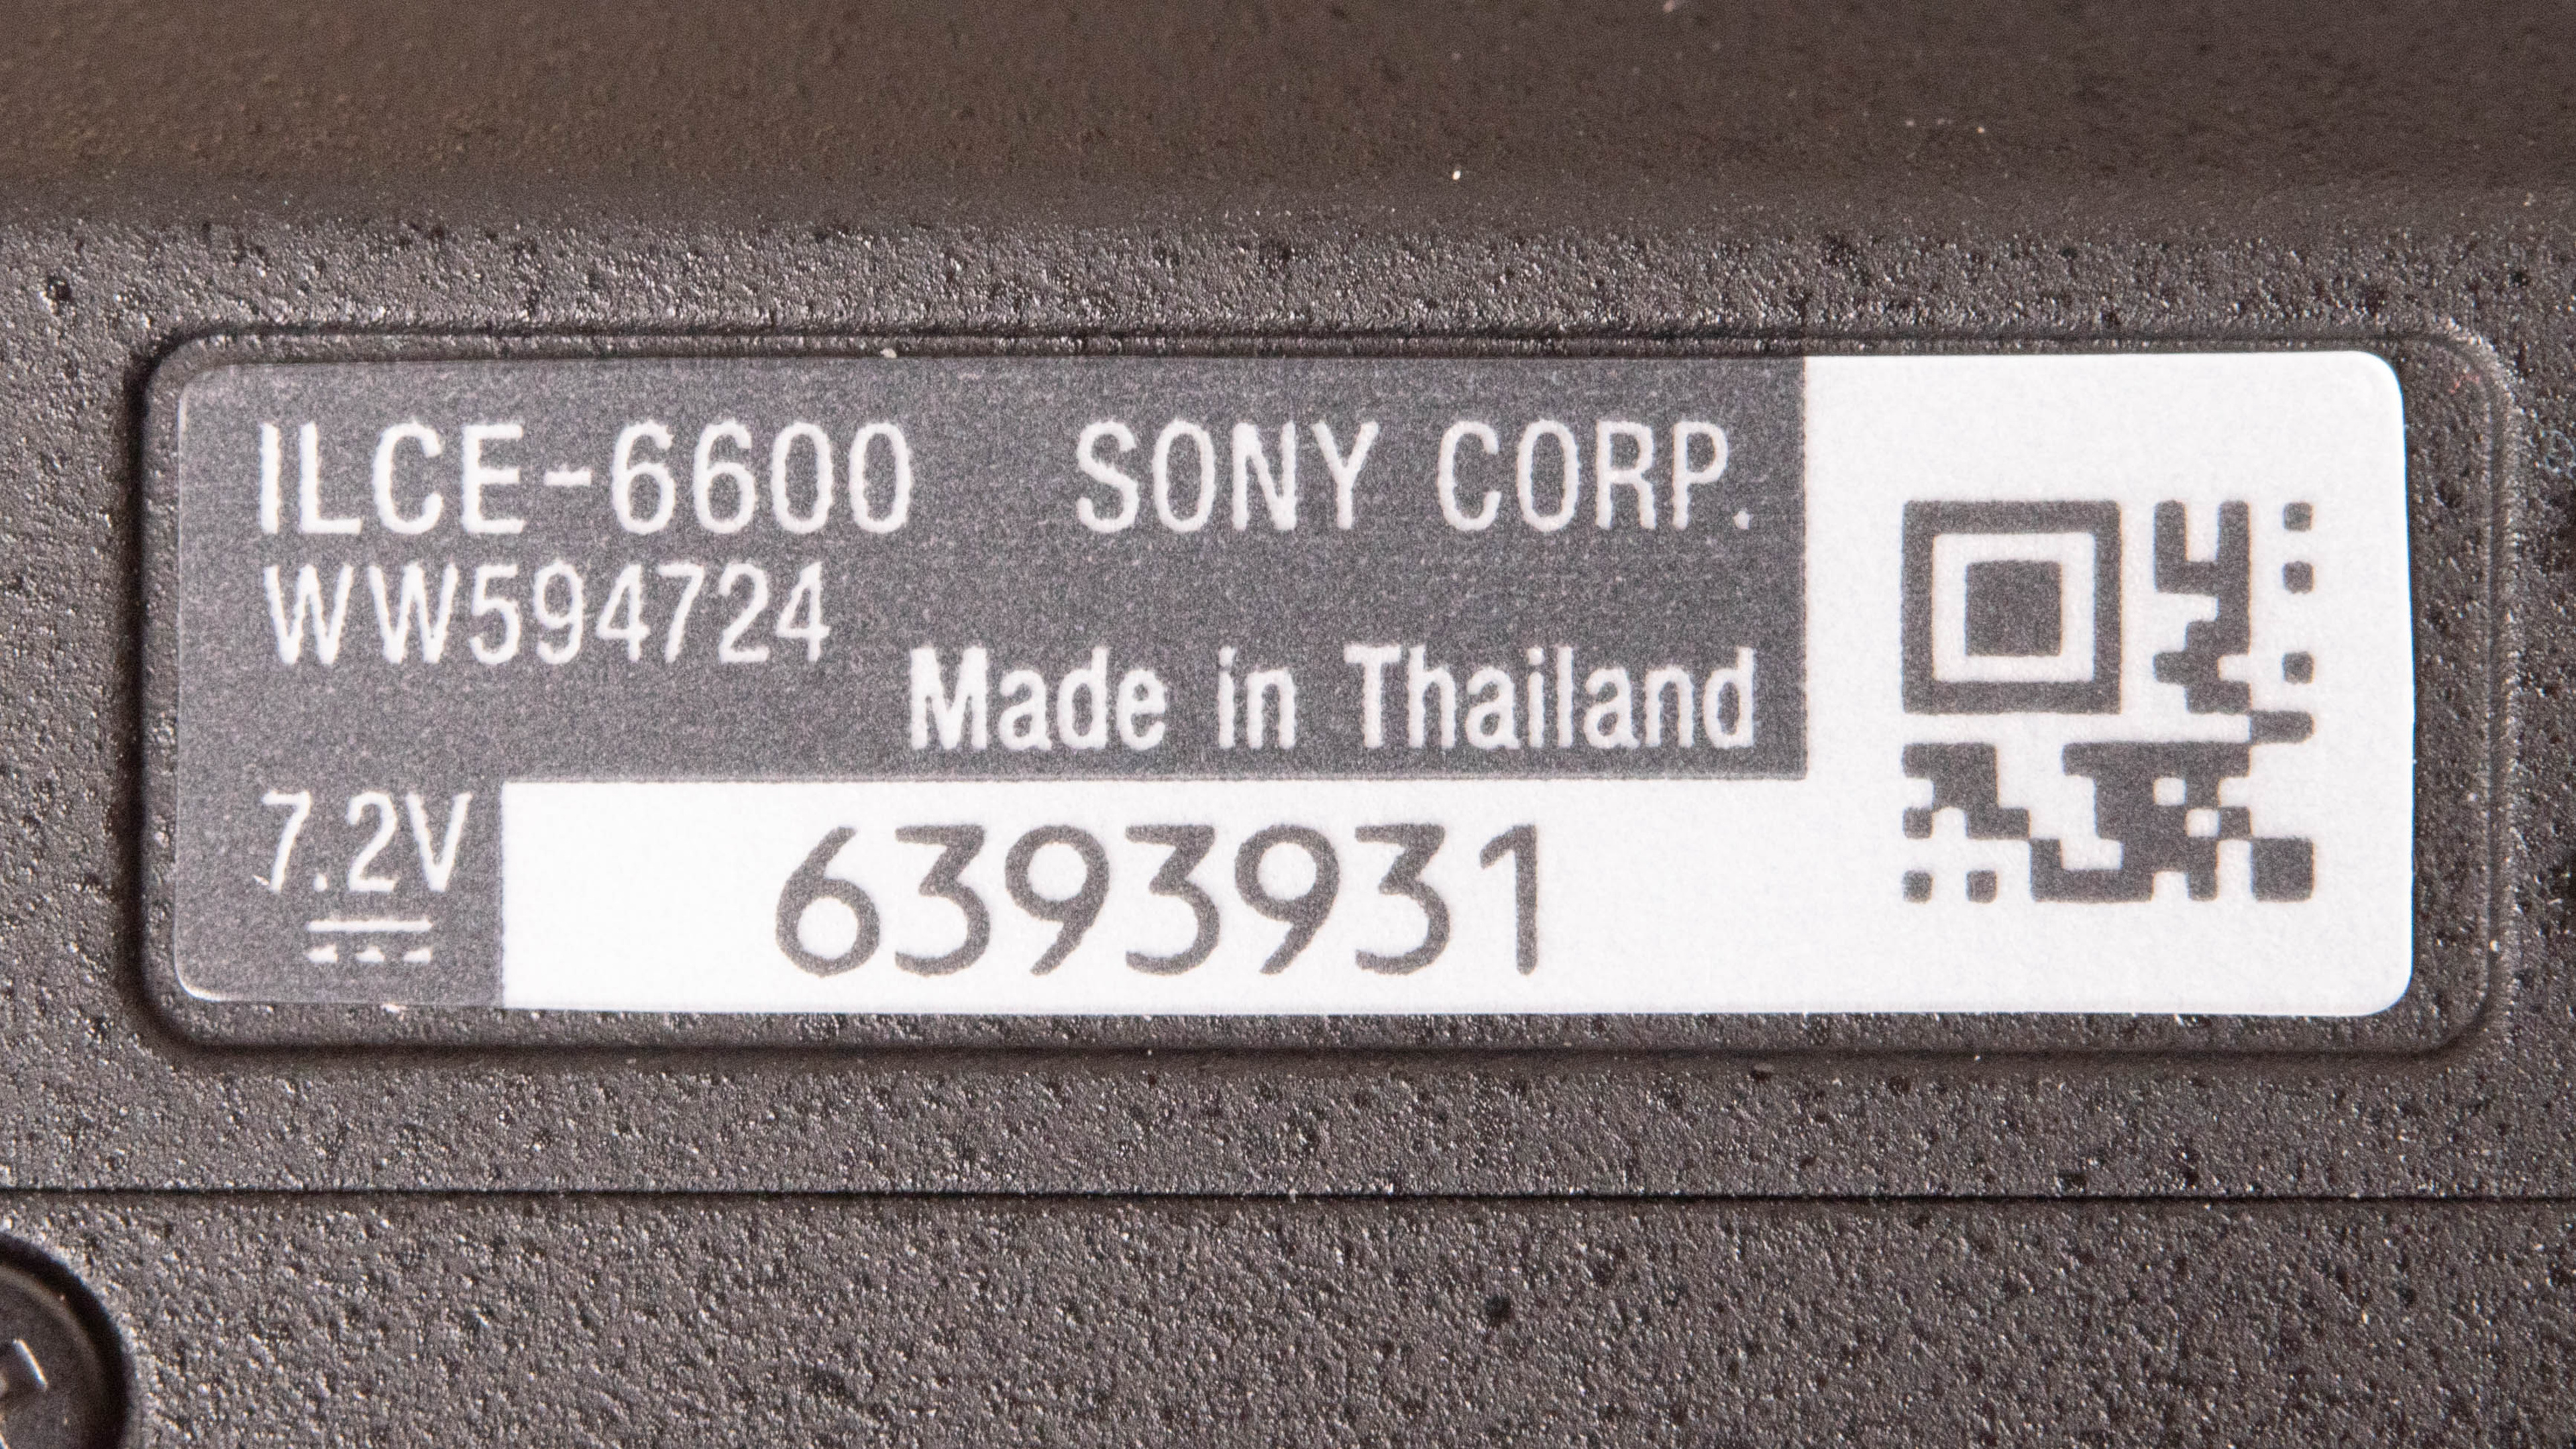 ILCE-6600 SONY CORP.
WW594724
Made in Thailand
7.2V
6393931